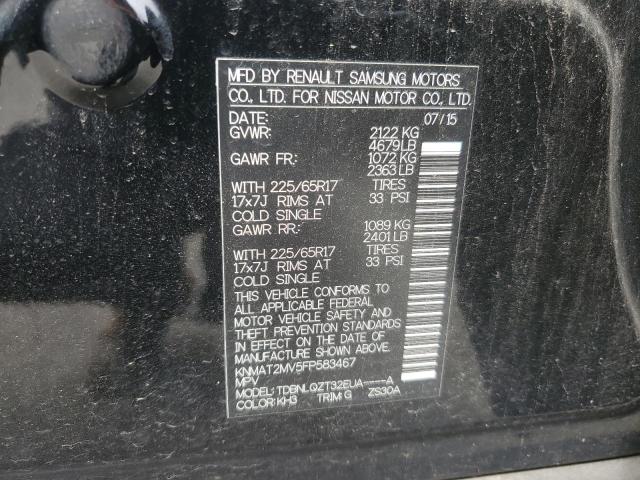 MFD BY RENAULT SAMSUNG MOTORS
CO., LTD. FOR NISSAN MOTOR CO., LTD.
DATE: 07/15
GVWR: 2122 KG
4679 LB
GAWR FR: 1072 KG
2363 LB
WITH 225/65R17 TIRES
17x7J RIMS AT 33 PSI
COLD SINGLE
GAWR RR: 1089 KG
2401 LB
WITH 225/65R17 TIRES
17x7J RIMS AT 33 PSI
COLD SINGLE
THIS VEHICLE CONFORMS TO
ALL APPLICABLE FEDERAL
MOTOR VEHICLE SAFETY AND
THEFT PREVENTION STANDARDS
IN EFFECT ON THE DATE OF
MANUFACTURE SHOWN ABOVE.
KNMAT2MV5FP583467
MPV
MODEL: TDBNLQZT32EUA-----A
COLOR: KH3 TRIM: G ZS30A